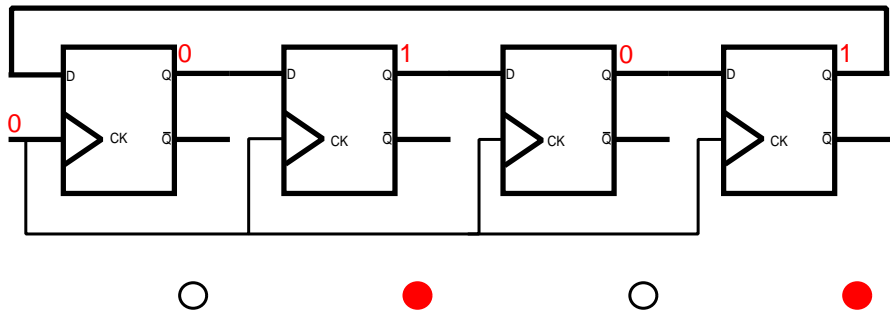 0 1 0 1
D Q D Q D Q D Q
0
CK Q̅ CK Q̅ CK Q̅ CK Q̅